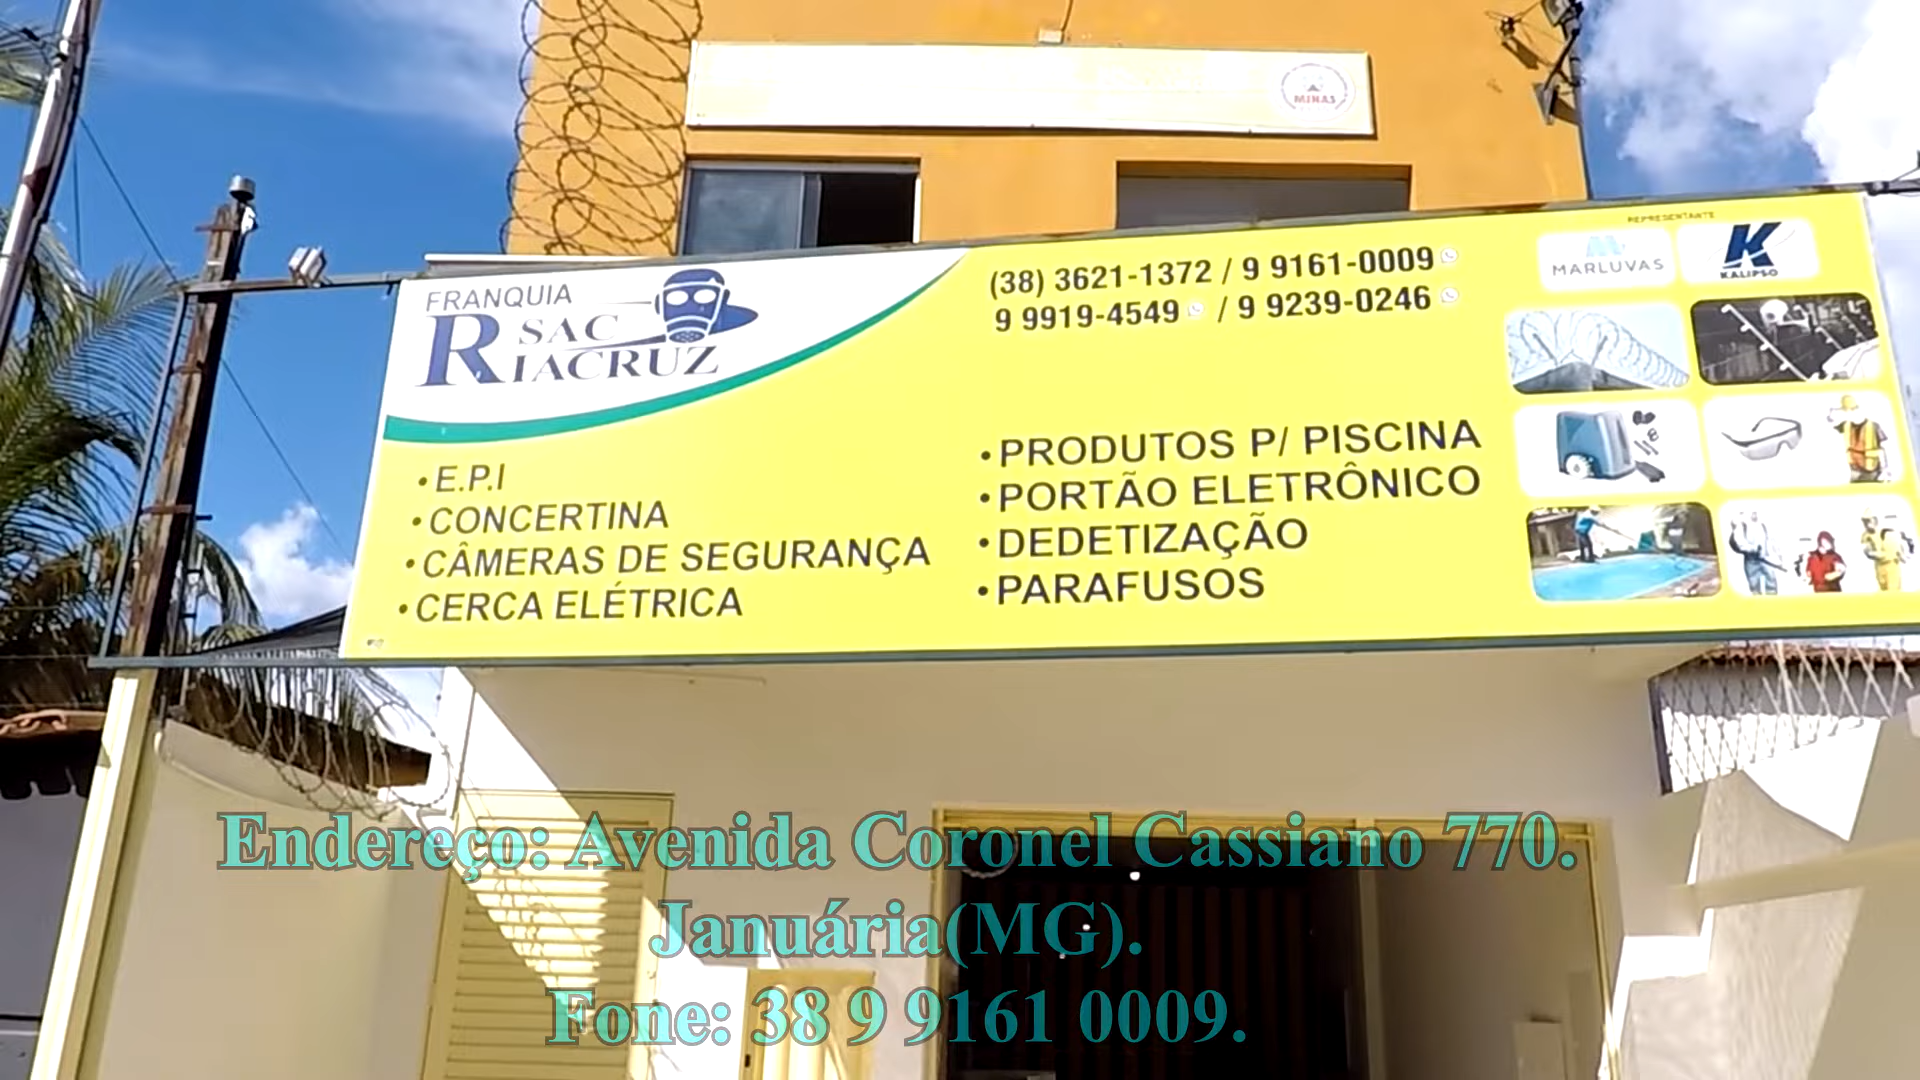 MINAS
FRANQUIA
R SAC
RIACRUZ
(38) 3621-1372 / 9 9161-0009
9 9919-4549 / 9 9239-0246
REPRESENTANTE
MARLUVAS
K
KALIPSO
• E.P.I
• CONCERTINA
• CÂMERAS DE SEGURANÇA
• CERCA ELÉTRICA
• PRODUTOS P/ PISCINA
• PORTÃO ELETRÔNICO
• DEDETIZAÇÃO
• PARAFUSOS
Endereço: Avenida Coronel Cassiano 770.
Januária(MG).
Fone: 38 9 9161 0009.